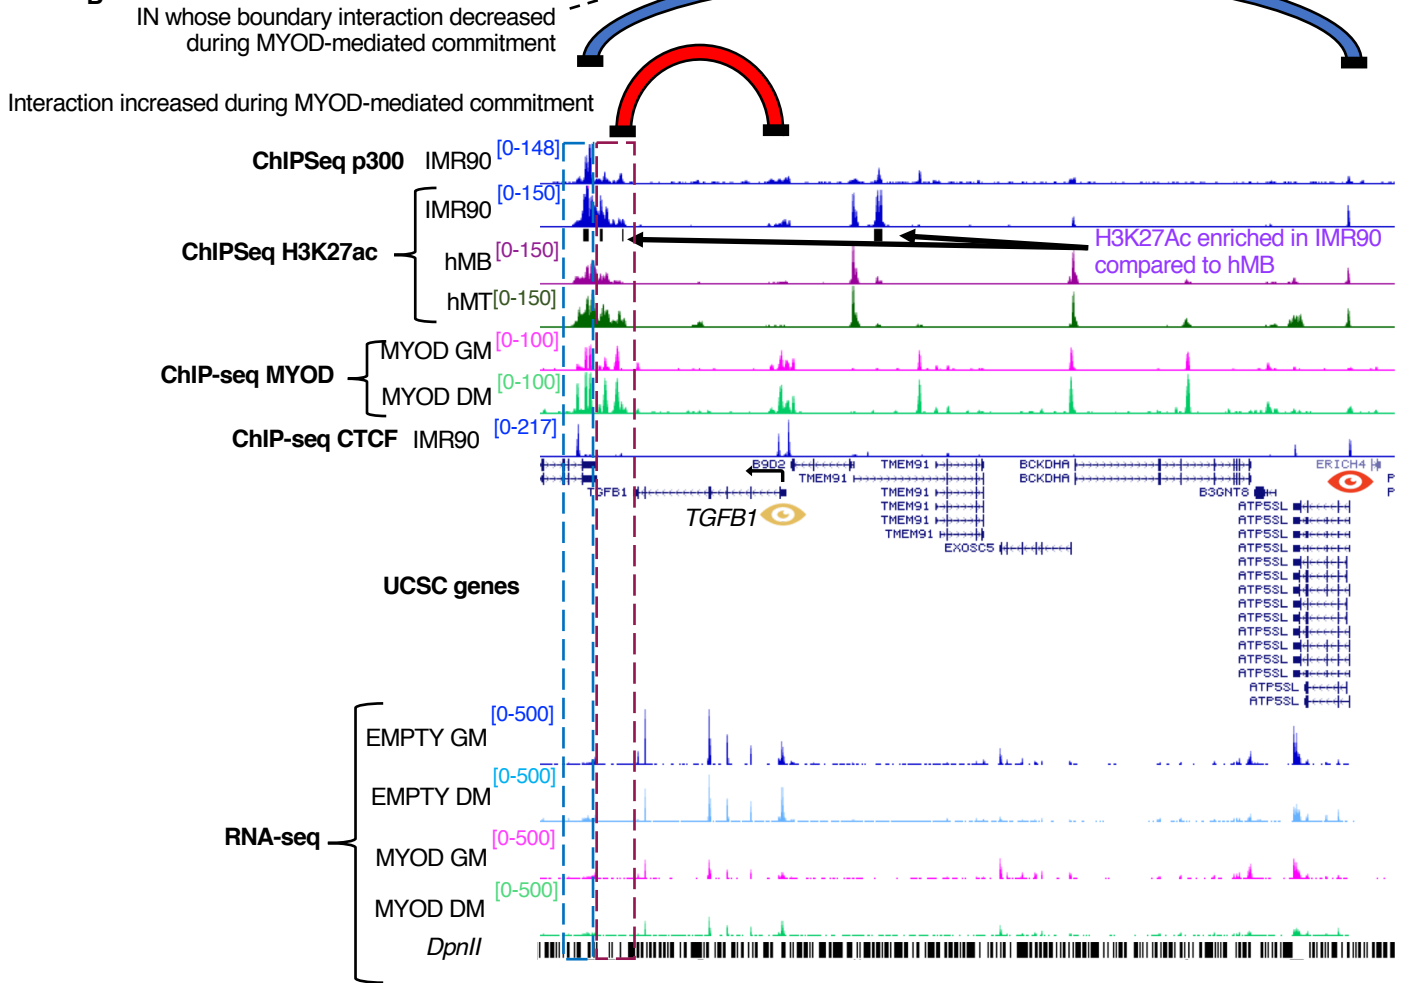 IN whose boundary interaction decreased
during MYOD-mediated commitment
Interaction increased during MYOD-mediated commitment
ChIPSeq p300 IMR90 [0-148]
ChIPSeq H3K27ac
IMR90 [0-150]
hMB [0-150]
hMT [0-150]
H3K27Ac enriched in IMR90
compared to hMB
ChIP-seq MYOD
MYOD GM [0-100]
MYOD DM [0-100]
ChIP-seq CTCF IMR90 [0-217]
B9D2 TMEM91 BCKDHA ERICH4
TMEM91 BCKDHA P
TGFB1 TMEM91 B3GNT8 P
TMEM91 ATP5SL
TMEM91 ATP5SL
TMEM91 ATP5SL
EXOSC5 ATP5SL
ATP5SL
ATP5SL
ATP5SL
ATP5SL
ATP5SL
ATP5SL
ATP5SL
ATP5SL
ATP5SL
ATP5SL
TGFB1
UCSC genes
RNA-seq
EMPTY GM [0-500]
EMPTY DM [0-500]
MYOD GM [0-500]
MYOD DM [0-500]
DpnII